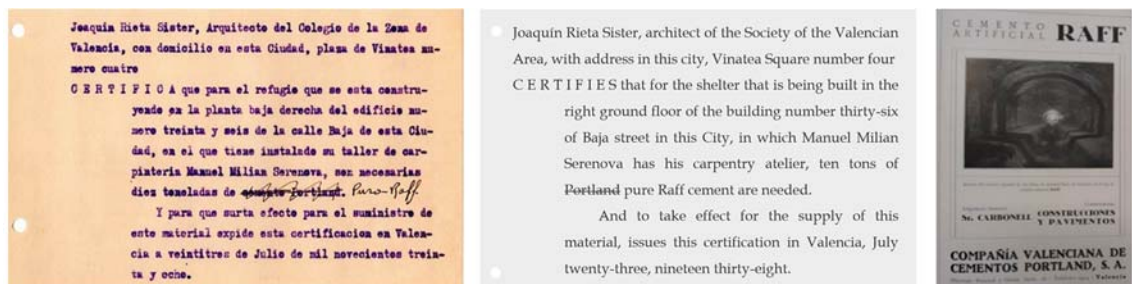 Joaquin Rieta Sister, Arquitecto del Colegio de la Zona de
Valencia, con domicilio en esta Ciudad, plaza de Vinatea nu-
mero cuatro
C E R T I F I C A que para el refugio que se esta constru-
yendo en la planta baja derecha del edificio nu-
mero treinta y seis de la calle Baja de esta Ciu-
dad, en el que tiene instalado su taller de car-
pinteria Manuel Milian Serenova, son necesarias
diez toneladas de cemento Portland. Puro-Raff
Y para que surta efecto para el suministro de
este material expide esta certificacion en Valen-
cia a veintitres de Julio de mil novecientos trein-
ta y ocho.
Joaquín Rieta Sister, architect of the Society of the Valencian
Area, with address in this city, Vinatea Square number four
C E R T I F I E S that for the shelter that is being built in the
right ground floor of the building number thirty-six
of Baja street in this City, in which Manuel Milian
Serenova has his carpentry atelier, ten tons of
Portland pure Raff cement are needed.
And to take effect for the supply of this
material, issues this certification in Valencia, July
twenty-three, nineteen thirty-eight.
CEMENTO
ARTIFICIAL RAFF
Sr. CARBONELL CONSTRUCCIONES
Y PAVIMENTOS
COMPAÑÍA VALENCIANA DE
CEMENTOS PORTLAND, S. A.
Valencia